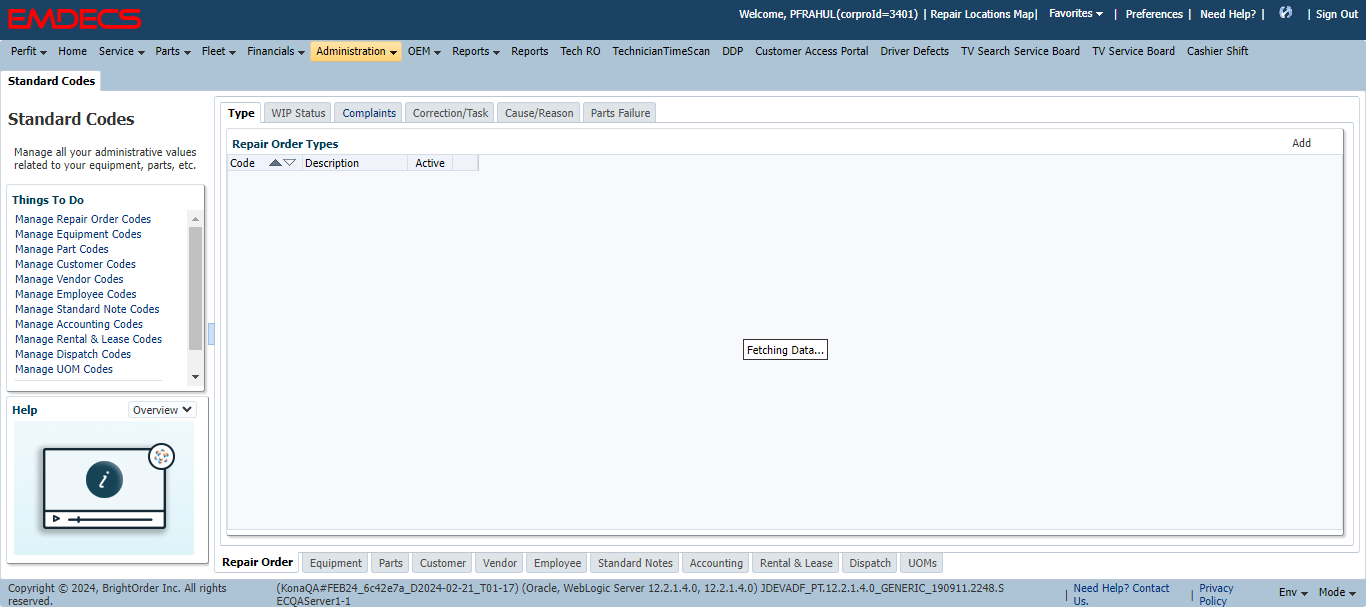 EMDECS
Welcome, PFRAHUL(corproId=3401) | Repair Locations Map| Favorites | Preferences | Need Help? | | Sign Out
Perfit Home Service Parts Fleet Financials Administration OEM Reports Reports Tech RO TechnicianTimeScan DDP Customer Access Portal Driver Defects TV Search Service Board TV Service Board Cashier Shift
Standard Codes
Standard Codes
Manage all your administrative values
related to your equipment, parts, etc.
Things To Do
Manage Repair Order Codes
Manage Equipment Codes
Manage Part Codes
Manage Customer Codes
Manage Vendor Codes
Manage Employee Codes
Manage Standard Note Codes
Manage Accounting Codes
Manage Rental & Lease Codes
Manage Dispatch Codes
Manage UOM Codes
Help Overview
i
Type WIP Status Complaints Correction/Task Cause/Reason Parts Failure
Repair Order Types Add
Code Description Active
Fetching Data...
Repair Order Equipment Parts Customer Vendor Employee Standard Notes Accounting Rental & Lease Dispatch UOMs
Copyright © 2024, BrightOrder Inc. All rights
reserved.
(KonaQA#FEB24_6c42e7a_D2024-02-21_T01-17) (Oracle, WebLogic Server 12.2.1.4.0, 12.2.1.4.0) JDEVADF_PT.12.2.1.4.0_GENERIC_190911.2248.S
ECQAServer1-1
| Need Help? Contact
Us.
| Privacy
Policy
Env Mode